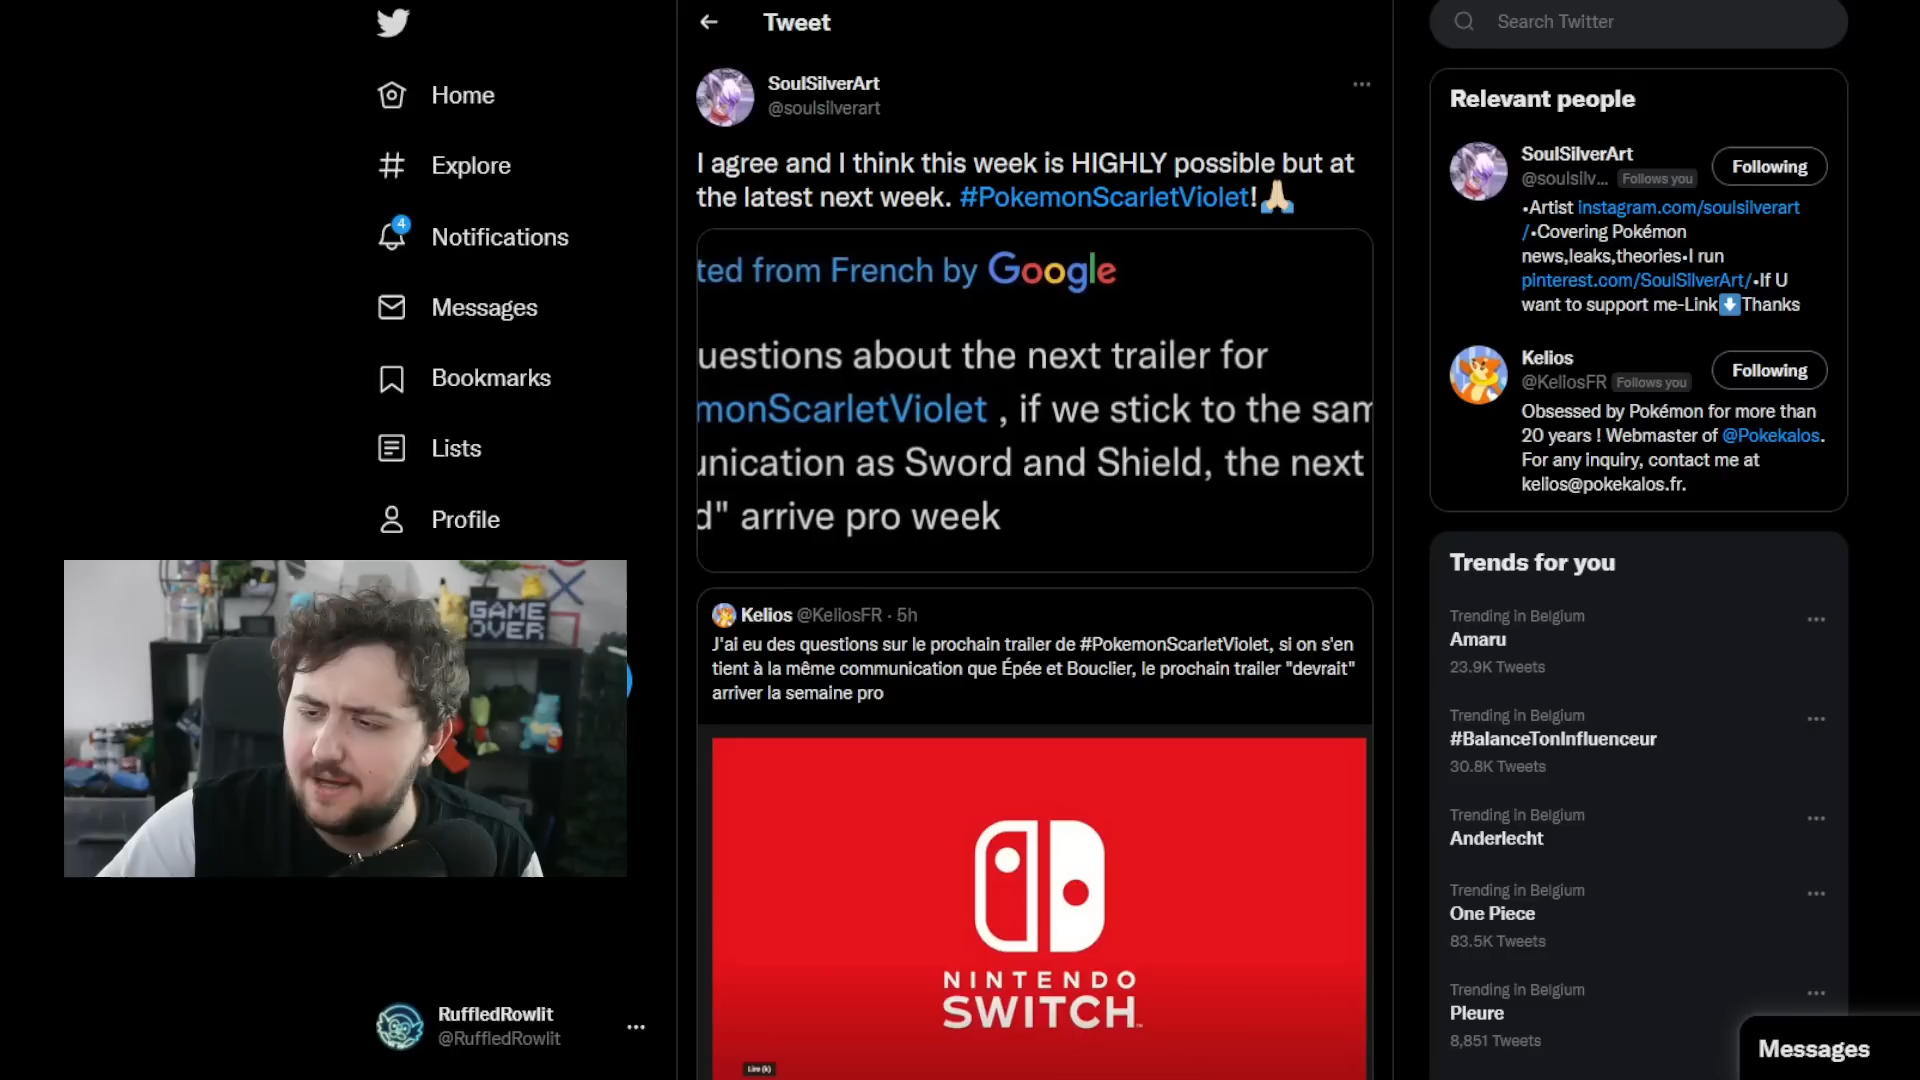 Home
Explore
4
Notifications
Messages
Bookmarks
Lists
Profile
GAME
OVER
RuffledRowlit
@RuffledRowlit
Tweet
SoulSilverArt
@soulsilverart
I agree and I think this week is HIGHLY possible but at
the latest next week. #PokemonScarletViolet!🙏🏼
ted from French by Google
uestions about the next trailer for
monScarletViolet , if we stick to the sam
unication as Sword and Shield, the next
d" arrive pro week
Kelios @KeliosFR · 5h
J'ai eu des questions sur le prochain trailer de #PokemonScarletViolet, si on s'en
tient à la même communication que Épée et Bouclier, le prochain trailer "devrait"
arriver la semaine pro
NINTENDO
SWITCH
TM
Lire (k)
Search Twitter
Relevant people
SoulSilverArt
@soulsilv... Follows you
Following
•Artist instagram.com/soulsilverart
/•Covering Pokémon
news,leaks,theories•I run
pinterest.com/SoulSilverArt/•If U
want to support me-Link⬇️Thanks
Kelios
@KeliosFR Follows you
Following
Obsessed by Pokémon for more than
20 years ! Webmaster of @Pokekalos.
For any inquiry, contact me at
kelios@pokekalos.fr.
Trends for you
Trending in Belgium
Amaru
23.9K Tweets
Trending in Belgium
#BalanceTonInfluenceur
30.8K Tweets
Trending in Belgium
Anderlecht
Trending in Belgium
One Piece
83.5K Tweets
Trending in Belgium
Pleure
8,851 Tweets
Messages